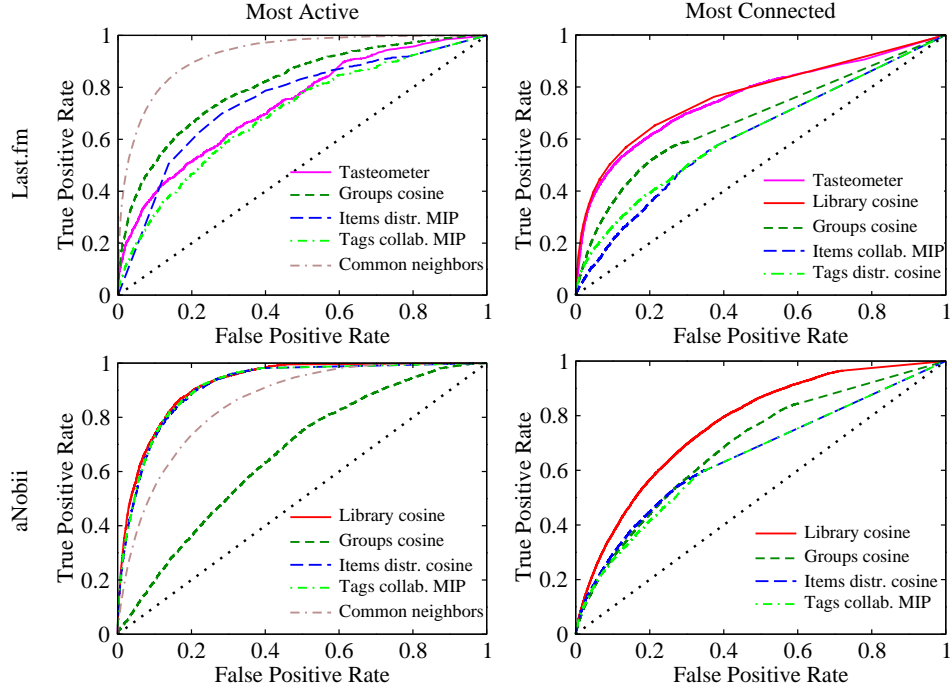 Most Active
Most Connected
Last.fm
True Positive Rate
1
0.8
0.6
0.4
0.2
0
Tasteometer
Groups cosine
Items distr. MIP
Tags collab. MIP
Common neighbors
0 0.2 0.4 0.6 0.8 1
False Positive Rate
True Positive Rate
1
0.8
0.6
0.4
0.2
0
Tasteometer
Library cosine
Groups cosine
Items collab. MIP
Tags distr. cosine
0 0.2 0.4 0.6 0.8 1
False Positive Rate
aNobii
True Positive Rate
1
0.8
0.6
0.4
0.2
0
Library cosine
Groups cosine
Items distr. cosine
Tags collab. MIP
Common neighbors
0 0.2 0.4 0.6 0.8 1
False Positive Rate
True Positive Rate
1
0.8
0.6
0.4
0.2
0
Library cosine
Groups cosine
Items distr. cosine
Tags collab. MIP
0 0.2 0.4 0.6 0.8 1
False Positive Rate